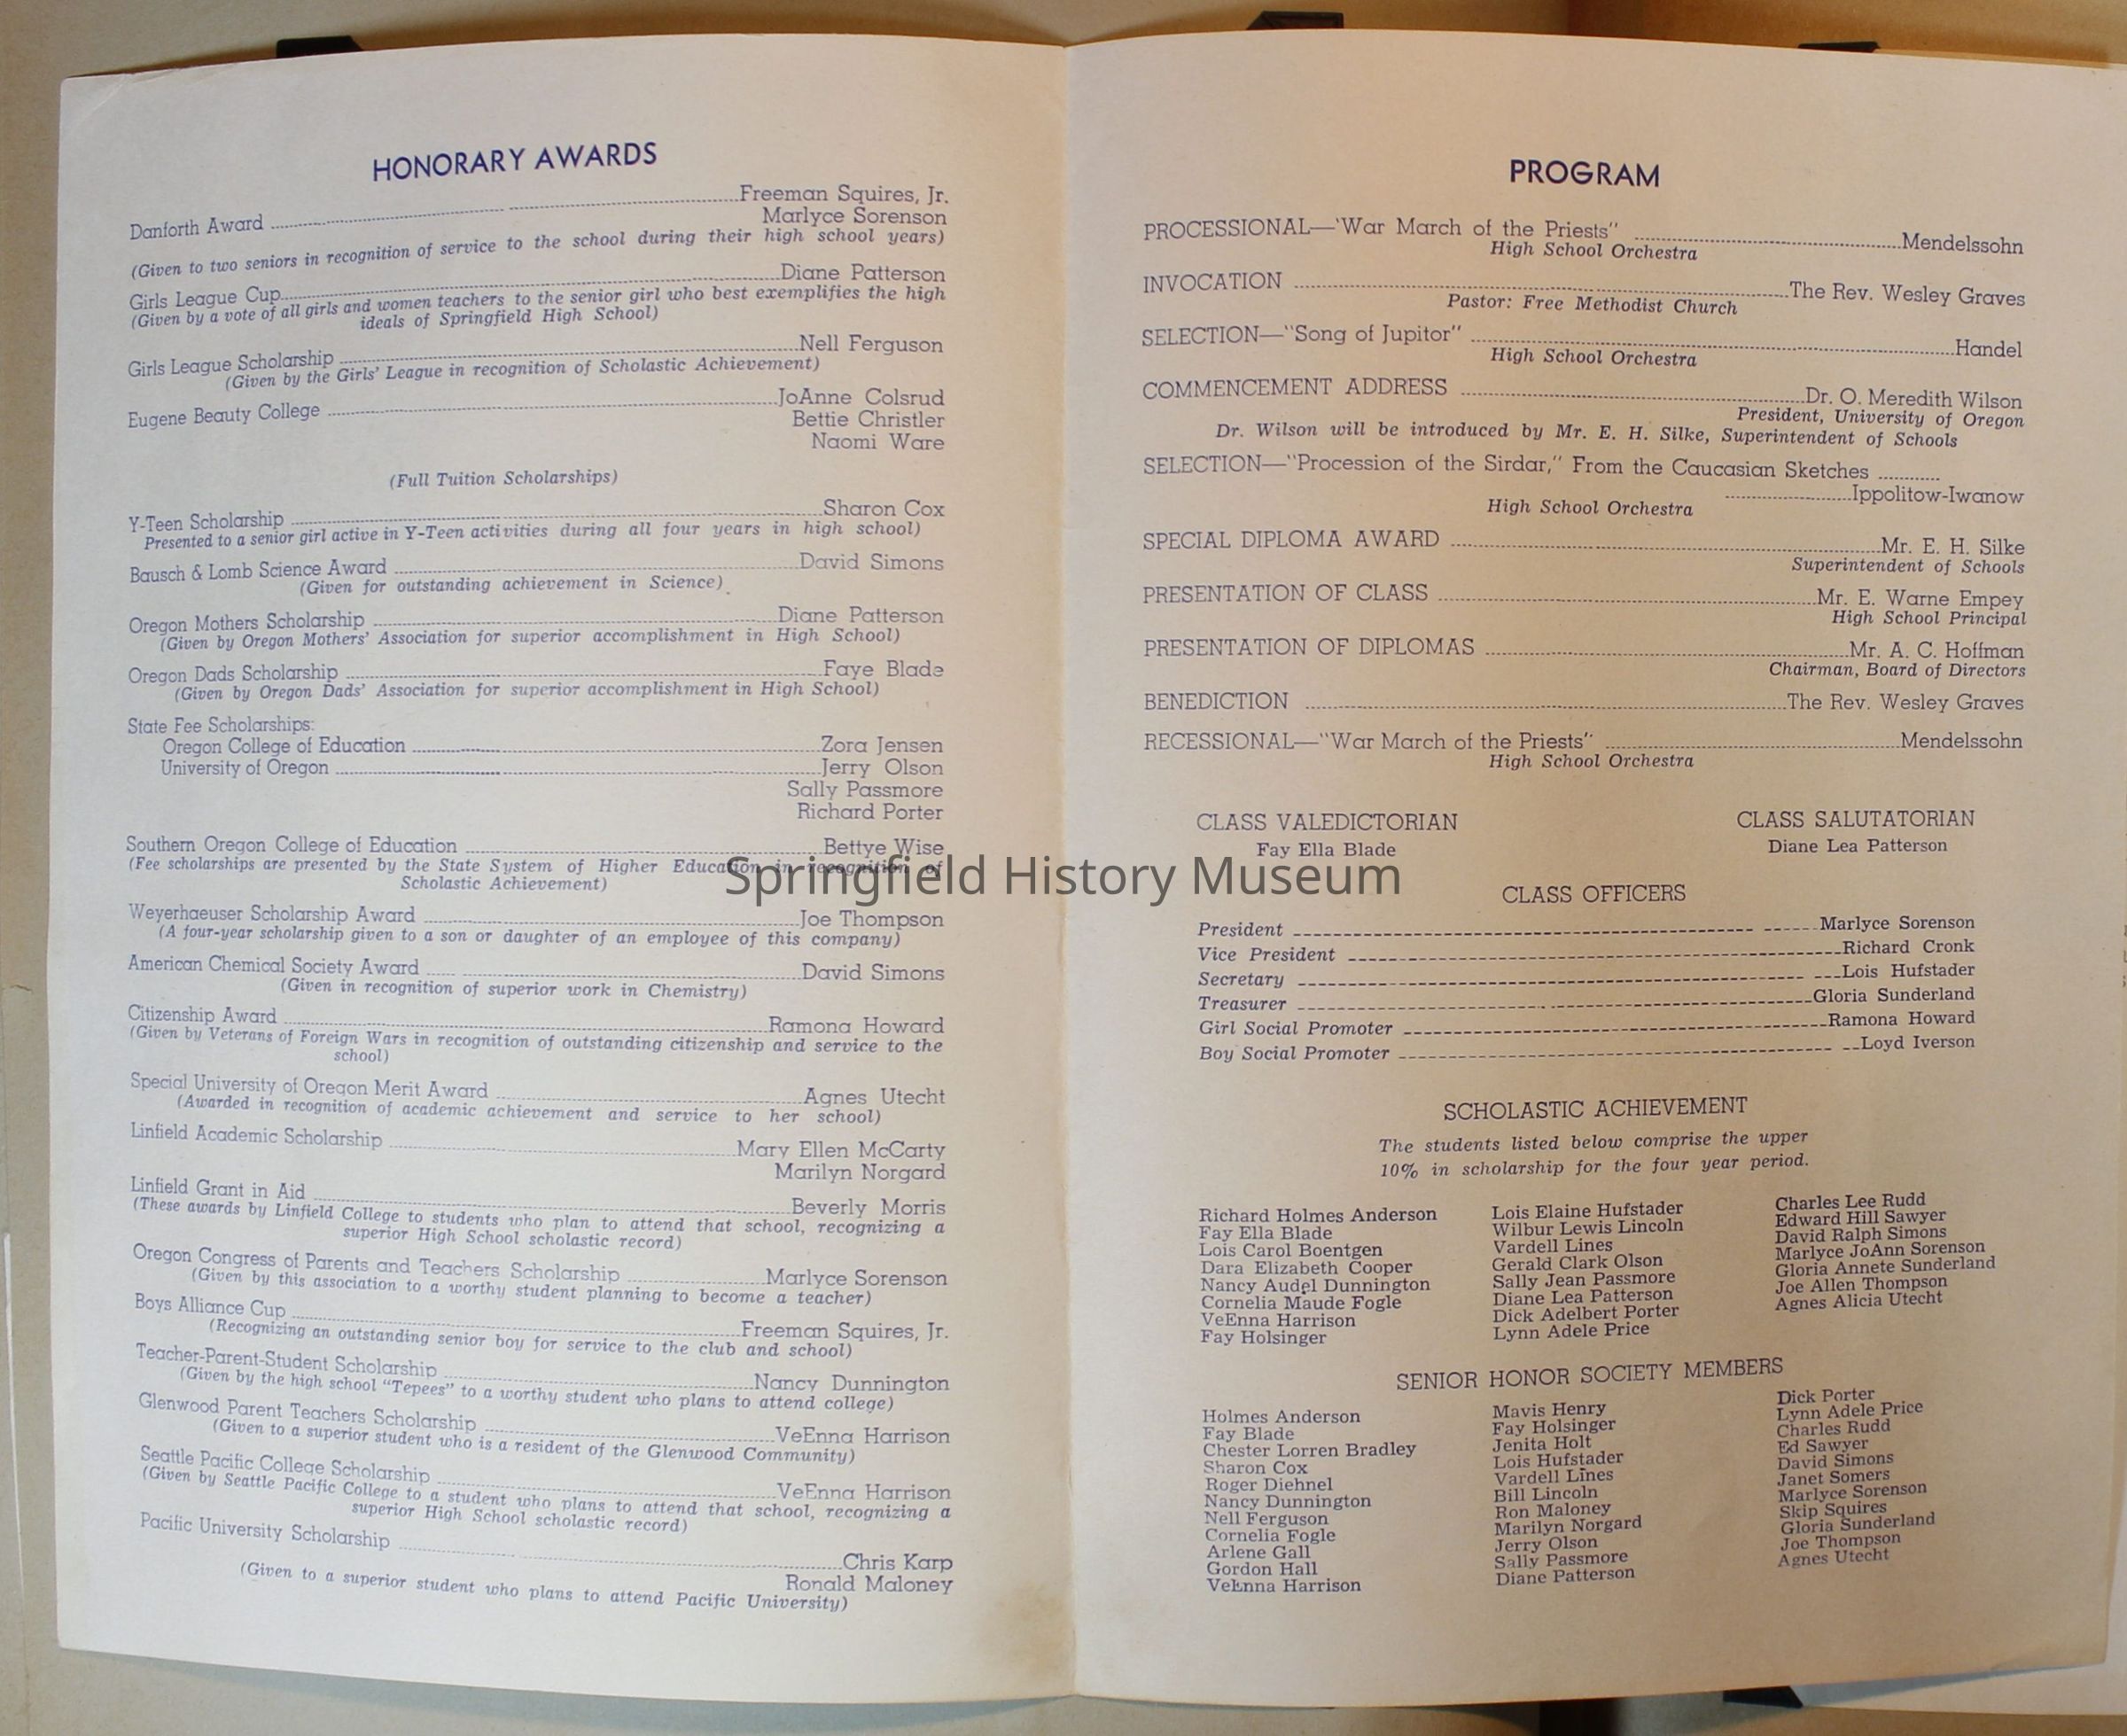 HONORARY AWARDS
Danforth Award Freeman Squires, Jr.
Marlyce Sorenson
(Given to two seniors in recognition of service to the school during their high school years)
Girls League Cup Diane Patterson
(Given by a vote of all girls and women teachers to the senior girl who best exemplifies the high
ideals of Springfield High School)
Girls League Scholarship Nell Ferguson
(Given by the Girls' League in recognition of Scholastic Achievement)
Eugene Beauty College JoAnne Colsrud
Bettie Christler
Naomi Ware
(Full Tuition Scholarships)
Y-Teen Scholarship Sharon Cox
Presented to a senior girl active in Y-Teen activities during all four years in high school)
Bausch & Lomb Science Award David Simons
(Given for outstanding achievement in Science)
Oregon Mothers Scholarship Diane Patterson
(Given by Oregon Mothers' Association for superior accomplishment in High School)
Oregon Dads Scholarship Faye Blade
(Given by Oregon Dads' Association for superior accomplishment in High School)
State Fee Scholarships:
Oregon College of Education Zora Jensen
University of Oregon Jerry Olson
Sally Passmore
Richard Porter
Southern Oregon College of Education Bettye Wise
(Fee scholarships are presented by the State System of Higher Education in recognition of
Scholastic Achievement)
Weyerhaeuser Scholarship Award Joe Thompson
(A four-year scholarship given to a son or daughter of an employee of this company)
American Chemical Society Award David Simons
(Given in recognition of superior work in Chemistry)
Citizenship Award Ramona Howard
(Given by Veterans of Foreign Wars in recognition of outstanding citizenship and service to the
school)
Special University of Oregon Merit Award Agnes Utecht
(Awarded in recognition of academic achievement and service to her school)
Linfield Academic Scholarship Mary Ellen McCarty
Marilyn Norgard
Linfield Grant in Aid Beverly Morris
(These awards by Linfield College to students who plan to attend that school, recognizing a
superior High School scholastic record)
Oregon Congress of Parents and Teachers Scholarship Marlyce Sorenson
(Given by this association to a worthy student planning to become a teacher)
Boys Alliance Cup Freeman Squires, Jr.
(Recognizing an outstanding senior boy for service to the club and school)
Teacher-Parent-Student Scholarship Nancy Dunnington
(Given by the high school "Tepees" to a worthy student who plans to attend college)
Glenwood Parent Teachers Scholarship VeEnna Harrison
(Given to a superior student who is a resident of the Glenwood Community)
Seattle Pacific College Scholarship VeEnna Harrison
(Given by Seattle Pacific College to a student who plans to attend that school, recognizing a
superior High School scholastic record)
Pacific University Scholarship Chris Karp
Ronald Maloney
(Given to a superior student who plans to attend Pacific University)
PROGRAM
PROCESSIONAL—'War March of the Priests" Mendelssohn
High School Orchestra
INVOCATION The Rev. Wesley Graves
Pastor: Free Methodist Church
SELECTION—"Song of Jupitor" Handel
High School Orchestra
COMMENCEMENT ADDRESS Dr. O. Meredith Wilson
President, University of Oregon
Dr. Wilson will be introduced by Mr. E. H. Silke, Superintendent of Schools
SELECTION—"Procession of the Sirdar," From the Caucasian Sketches
Ippolitow-Iwanow
High School Orchestra
SPECIAL DIPLOMA AWARD Mr. E. H. Silke
Superintendent of Schools
PRESENTATION OF CLASS Mr. E. Warne Empey
High School Principal
PRESENTATION OF DIPLOMAS Mr. A. C. Hoffman
Chairman, Board of Directors
BENEDICTION The Rev. Wesley Graves
RECESSIONAL—"War March of the Priests" Mendelssohn
High School Orchestra
CLASS VALEDICTORIAN CLASS SALUTATORIAN
Fay Ella Blade Diane Lea Patterson
CLASS OFFICERS
President Marlyce Sorenson
Vice President Richard Cronk
Secretary Lois Hufstader
Treasurer Gloria Sunderland
Girl Social Promoter Ramona Howard
Boy Social Promoter Loyd Iverson
SCHOLASTIC ACHIEVEMENT
The students listed below comprise the upper
10% in scholarship for the four year period.
Richard Holmes Anderson
Fay Ella Blade
Lois Carol Boentgen
Dara Elizabeth Cooper
Nancy Audel Dunnington
Cornelia Maude Fogle
VeEnna Harrison
Fay Holsinger
Lois Elaine Hufstader
Wilbur Lewis Lincoln
Vardell Lines
Gerald Clark Olson
Sally Jean Passmore
Diane Lea Patterson
Dick Adelbert Porter
Lynn Adele Price
Charles Lee Rudd
Edward Hill Sawyer
David Ralph Simons
Marlyce JoAnn Sorenson
Gloria Annete Sunderland
Joe Allen Thompson
Agnes Alicia Utecht
SENIOR HONOR SOCIETY MEMBERS
Holmes Anderson
Fay Blade
Chester Lorren Bradley
Sharon Cox
Roger Diehnel
Nancy Dunnington
Nell Ferguson
Cornelia Fogle
Arlene Gall
Gordon Hall
VeEnna Harrison
Mavis Henry
Fay Holsinger
Jenita Holt
Lois Hufstader
Vardell Lines
Bill Lincoln
Ron Maloney
Marilyn Norgard
Jerry Olson
Sally Passmore
Diane Patterson
Dick Porter
Lynn Adele Price
Charles Rudd
Ed Sawyer
David Simons
Janet Somers
Marlyce Sorenson
Skip Squires
Gloria Sunderland
Joe Thompson
Agnes Utecht
Springfield History Museum